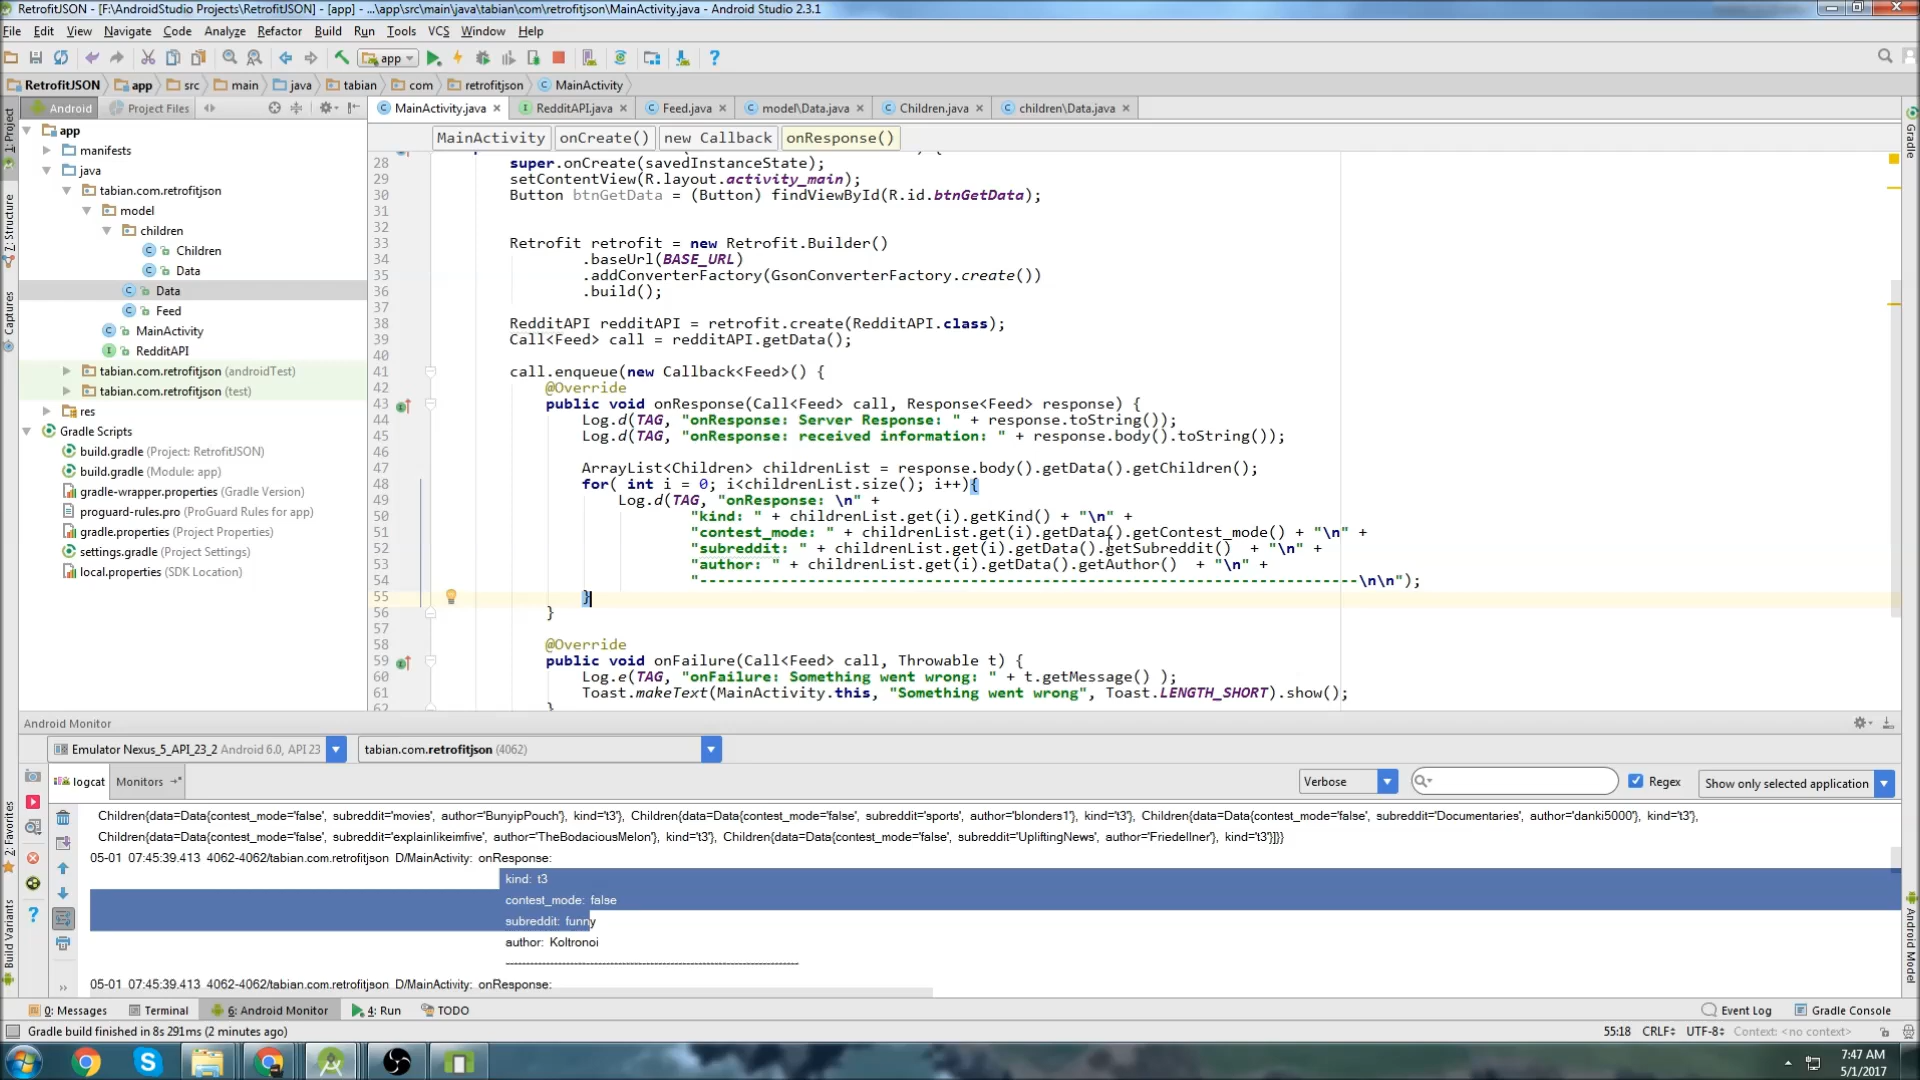 RetrofitJSON - [F:\AndroidStudio Projects\RetrofitJSON] - [app] - ...\app\src\main\java\tabian\com\retrofitjson\MainActivity.java - Android Studio 2.3.1
File Edit View Navigate Code Analyze Refactor Build Run Tools VCS Window Help
app
RetrofitJSON app src main java tabian com retrofitjson MainActivity
Android Project Files
MainActivity.java RedditAPI.java Feed.java model\Data.java Children.java children\Data.java
MainActivity onCreate() new Callback onResponse()
1: Project
7: Structure
Captures
2: Favorites
Build Variants
Gradle
Android Model
app
manifests
java
tabian.com.retrofitjson
model
children
Children
Data
Data
Feed
MainActivity
RedditAPI
tabian.com.retrofitjson (androidTest)
tabian.com.retrofitjson (test)
res
Gradle Scripts
build.gradle (Project: RetrofitJSON)
build.gradle (Module: app)
gradle-wrapper.properties (Gradle Version)
proguard-rules.pro (ProGuard Rules for app)
gradle.properties (Project Properties)
settings.gradle (Project Settings)
local.properties (SDK Location)
28 super.onCreate(savedInstanceState);
29 setContentView(R.layout.activity_main);
30 Button btnGetData = (Button) findViewById(R.id.btnGetData);
31
32
33 Retrofit retrofit = new Retrofit.Builder()
34 .baseUrl(BASE_URL)
35 .addConverterFactory(GsonConverterFactory.create())
36 .build();
37
38 RedditAPI redditAPI = retrofit.create(RedditAPI.class);
39 Call<Feed> call = redditAPI.getData();
40
41 call.enqueue(new Callback<Feed>() {
42 @Override
43 public void onResponse(Call<Feed> call, Response<Feed> response) {
44 Log.d(TAG, "onResponse: Server Response: " + response.toString());
45 Log.d(TAG, "onResponse: received information: " + response.body().toString());
46
47 ArrayList<Children> childrenList = response.body().getData().getChildren();
48 for( int i = 0; i<childrenList.size(); i++){
49 Log.d(TAG, "onResponse: \n" +
50 "kind: " + childrenList.get(i).getKind() + "\n" +
51 "contest_mode: " + childrenList.get(i).getData().getContest_mode() + "\n" +
52 "subreddit: " + childrenList.get(i).getData().getSubreddit() + "\n" +
53 "author: " + childrenList.get(i).getData().getAuthor() + "\n" +
54 "-------------------------------------------------------------------------\n\n");
55 }
56 }
57
58 @Override
59 public void onFailure(Call<Feed> call, Throwable t) {
60 Log.e(TAG, "onFailure: Something went wrong: " + t.getMessage() );
61 Toast.makeText(MainActivity.this, "Something went wrong", Toast.LENGTH_SHORT).show();
62 }
Android Monitor
Emulator Nexus_5_API_23_2 Android 6.0, API 23 tabian.com.retrofitjson (4062)
logcat Monitors Verbose Regex Show only selected application
Children{data=Data{contest_mode='false', subreddit='movies', author='BunyipPouch'}, kind='t3'}, Children{data=Data{contest_mode='false', subreddit='sports', author='blonders1'}, kind='t3'}, Children{data=Data{contest_mode='false', subreddit='Documentaries', author='danki5000'}, kind='t3'},
Children{data=Data{contest_mode='false', subreddit='explainlikeimfive', author='TheBodaciousMelon'}, kind='t3'}, Children{data=Data{contest_mode='false', subreddit='UpliftingNews', author='Friedellner'}, kind='t3'}]}}
05-01 07:45:39.413 4062-4062/tabian.com.retrofitjson D/MainActivity: onResponse:
kind: t3
contest_mode: false
subreddit: funny
author: Koltronoi
-------------------------------------------------------------------------
05-01 07:45:39.413 4062-4062/tabian.com.retrofitjson D/MainActivity: onResponse:
0: Messages Terminal 6: Android Monitor 4: Run TODO Event Log Gradle Console
Gradle build finished in 8s 291ms (2 minutes ago) 55:18 CRLF UTF-8 Context: <no context>
7:47 AM
5/1/2017